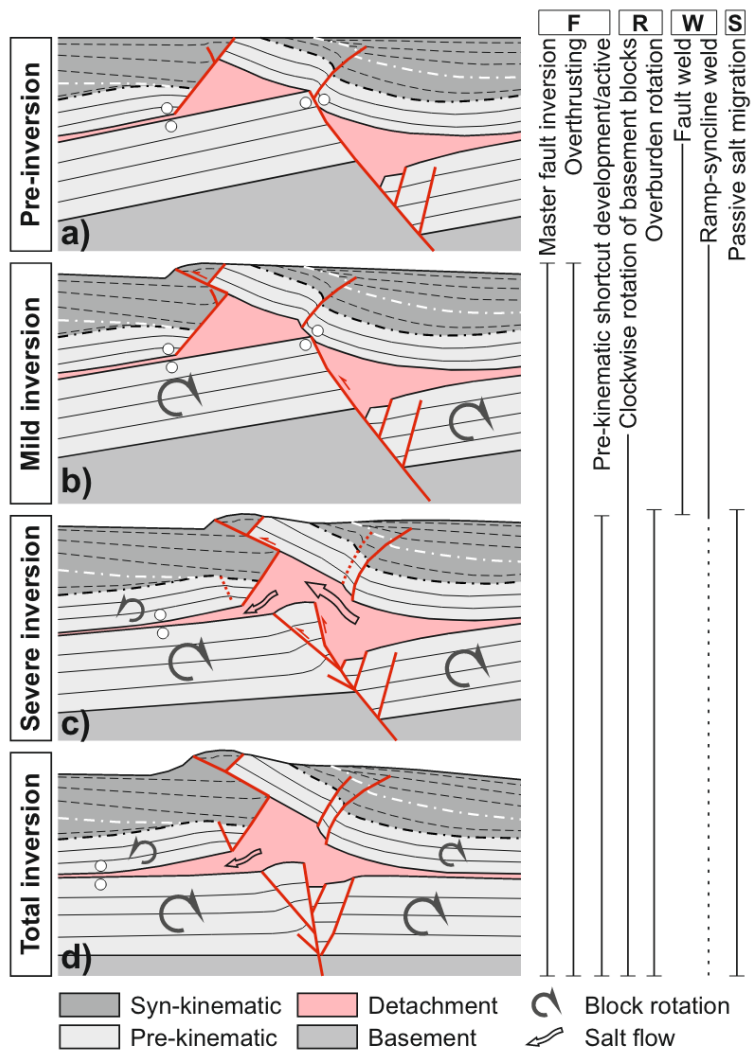 F R W S
Master fault inversion
Overthrusting
Pre-kinematic shortcut development/active
Clockwise rotation of basement blocks
Overburden rotation
Fault weld
Ramp-syncline weld
Passive salt migration
Pre-inversion
a)
Mild inversion
b)
Severe inversion
c)
Total inversion
d)
Syn-kinematic
Detachment
Block rotation
Pre-kinematic
Basement
Salt flow